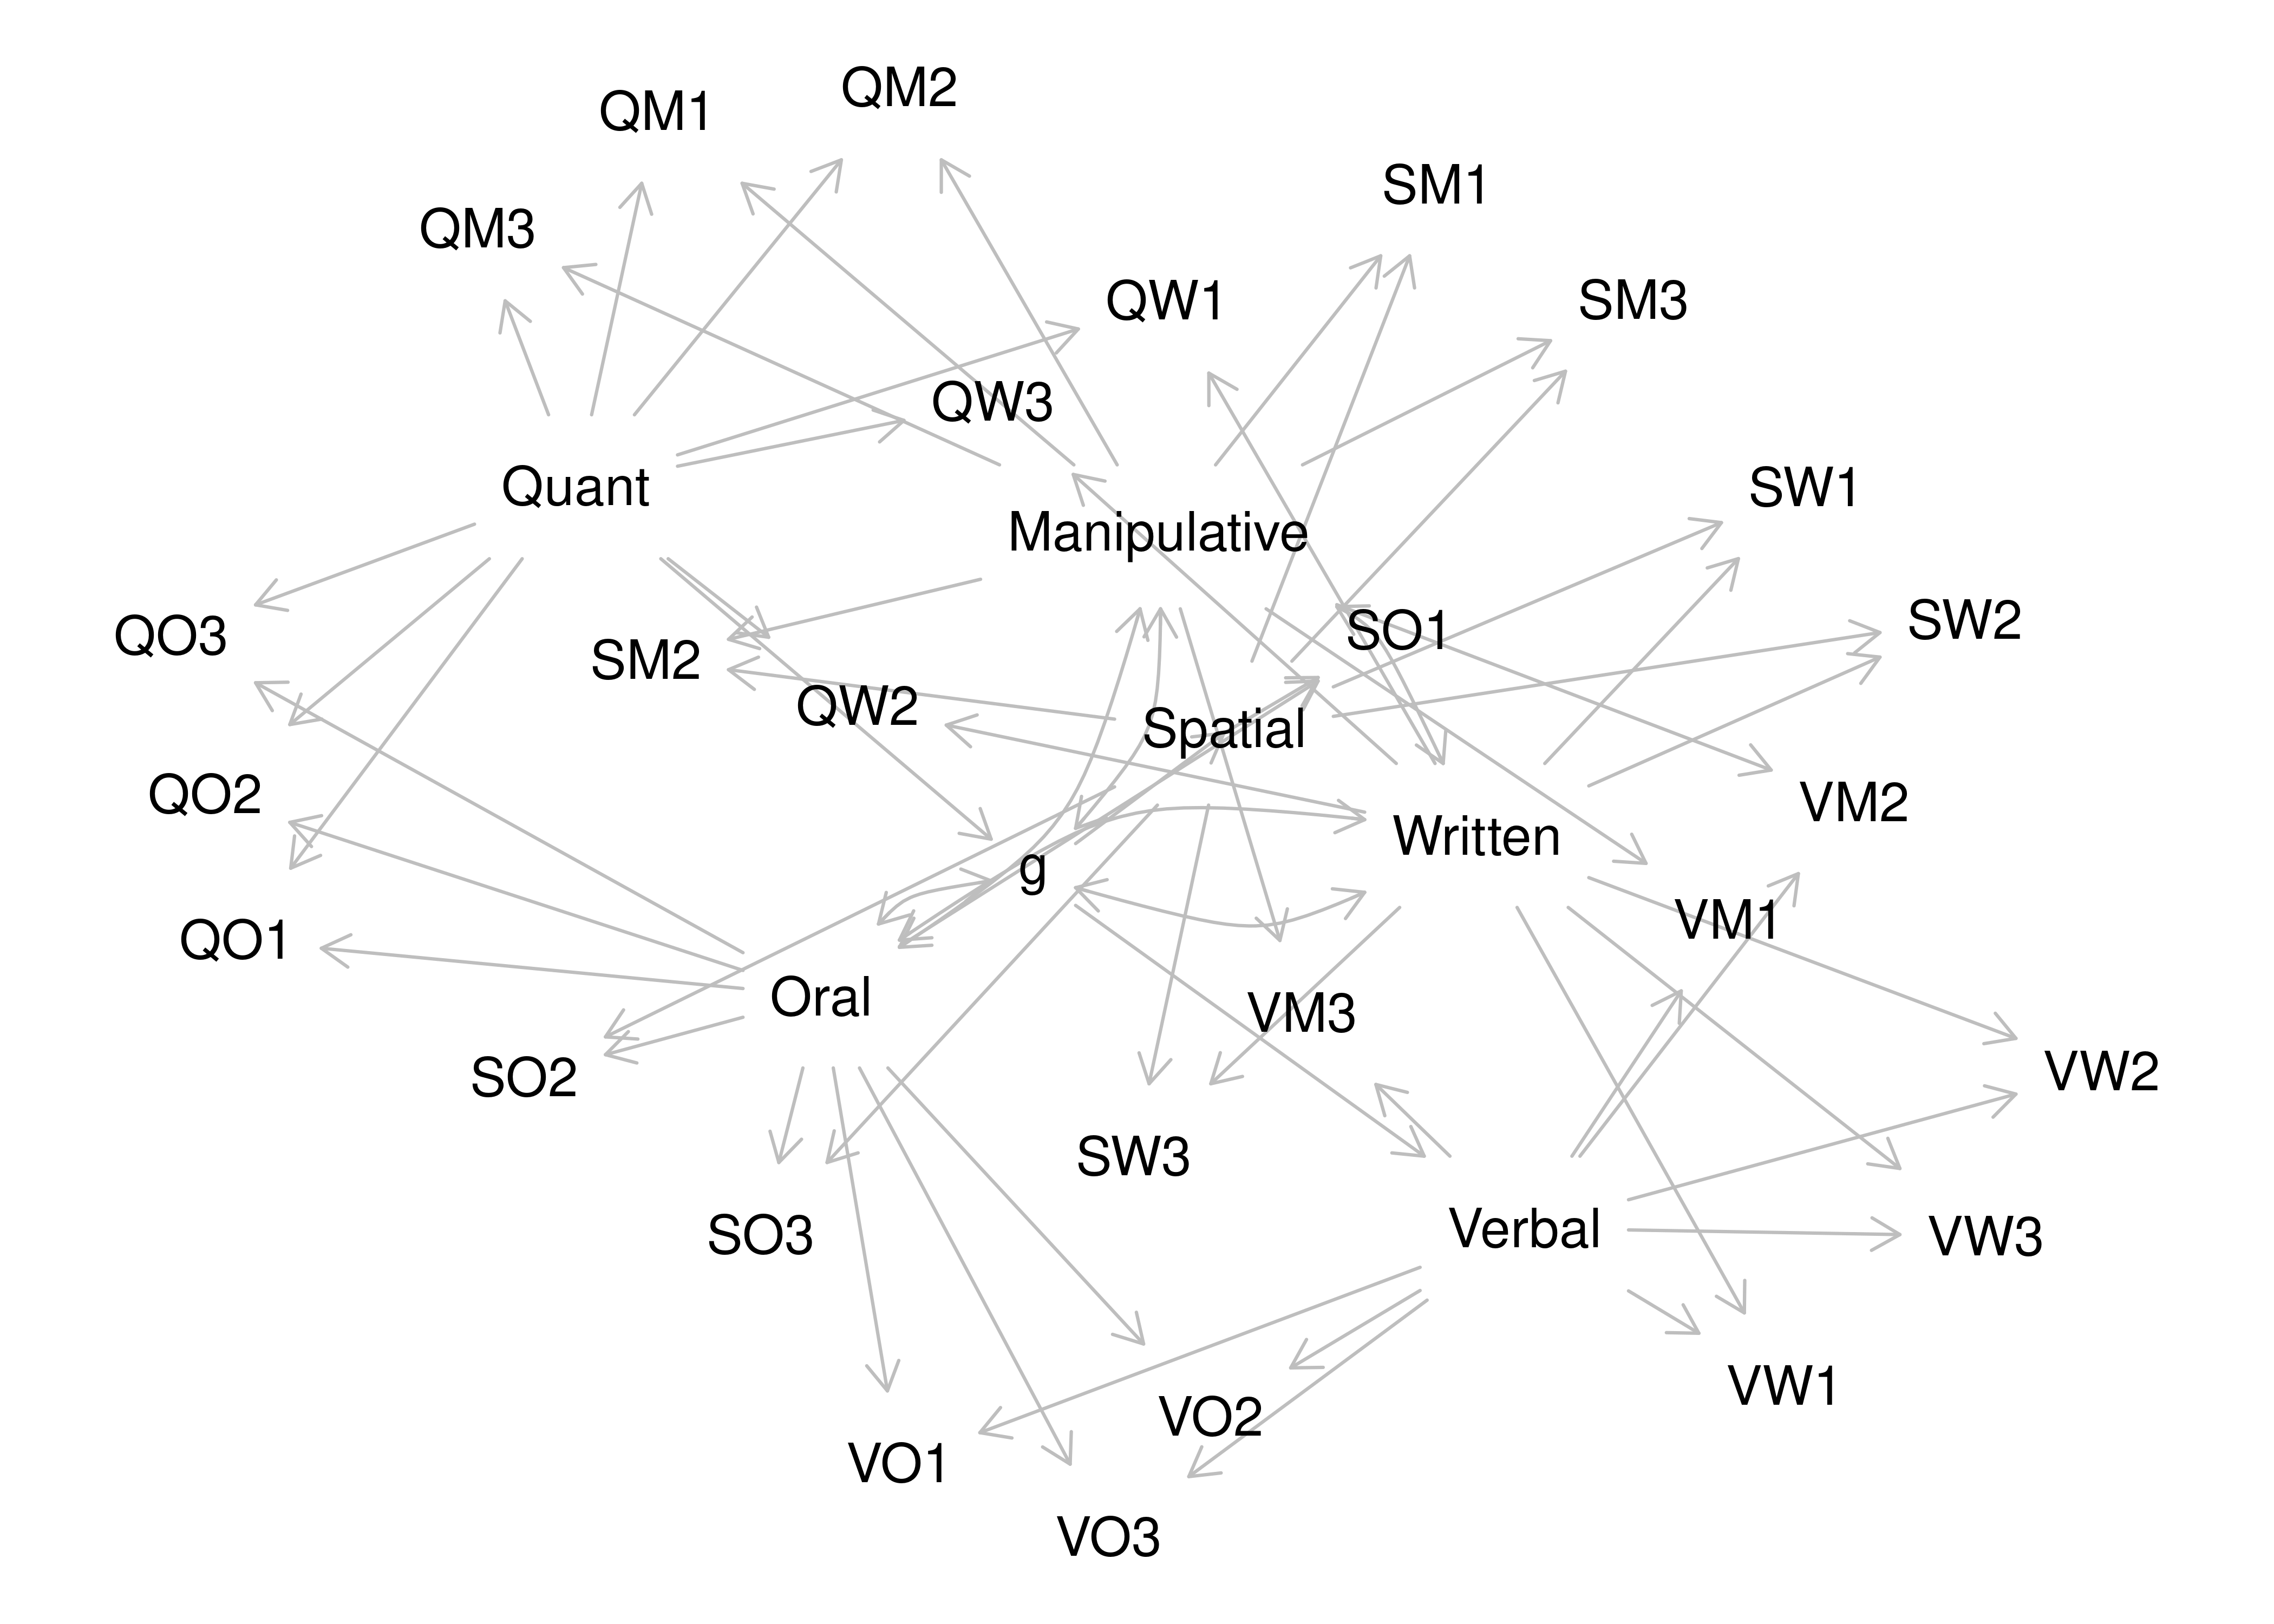 QM2
QM1
SM1
QM3
QW1
SM3
QW3
Quant
SW1
Manipulative
SW2
SO1
QO3
SM2
QW2
Spatial
QO2
VM2
Written
g
VM1
QO1
Oral
VM3
SO2
VW2
SW3
Verbal
SO3
VW3
VW1
VO2
VO1
VO3